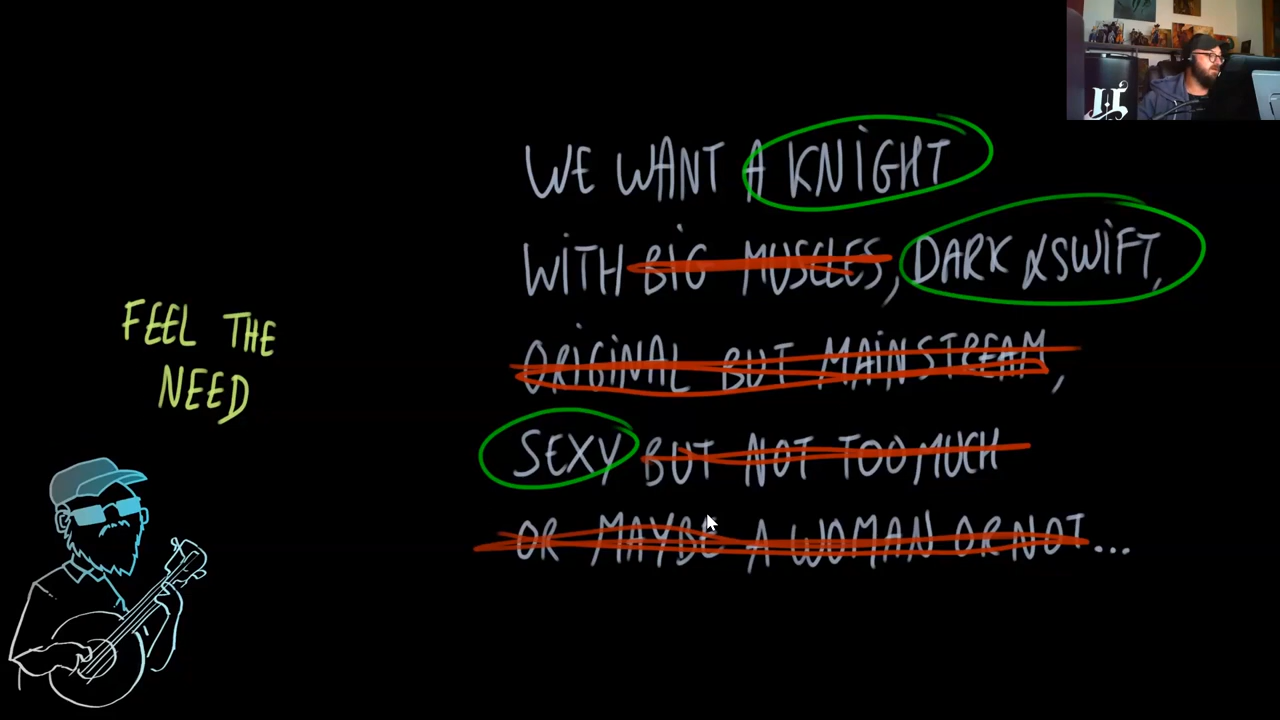 WE WANT A KNIGHT
WITH BIG MUSCLES, DARK & SWIFT,
ORIGINAL BUT MAINSTREAM,
SEXY BUT NOT TOO MUCH
OR MAYBE A WOMAN OR NOT...
FEEL THE
NEED